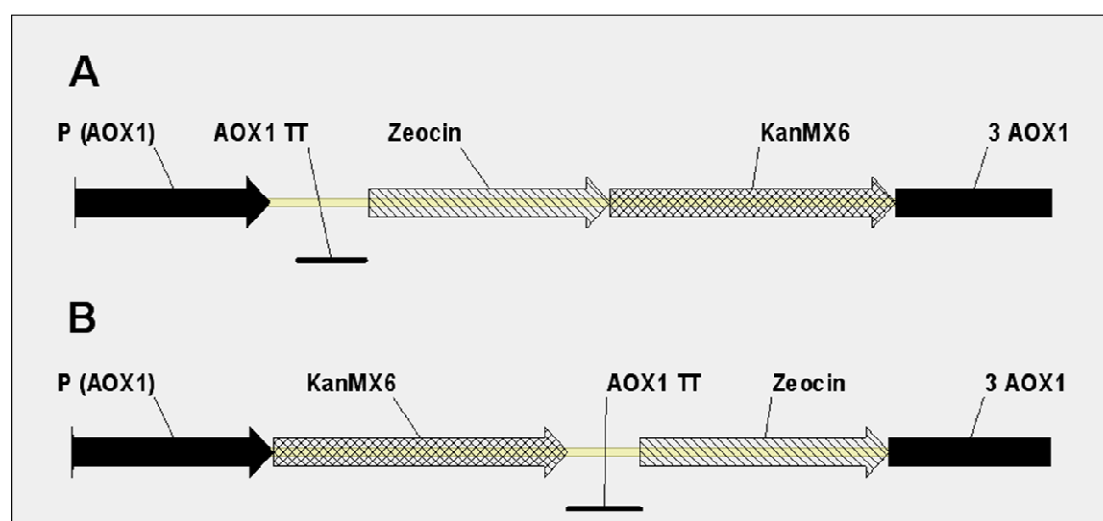 A
P (AOX1) AOX1 TT Zeocin KanMX6 3 AOX1
B
P (AOX1) KanMX6 AOX1 TT Zeocin 3 AOX1